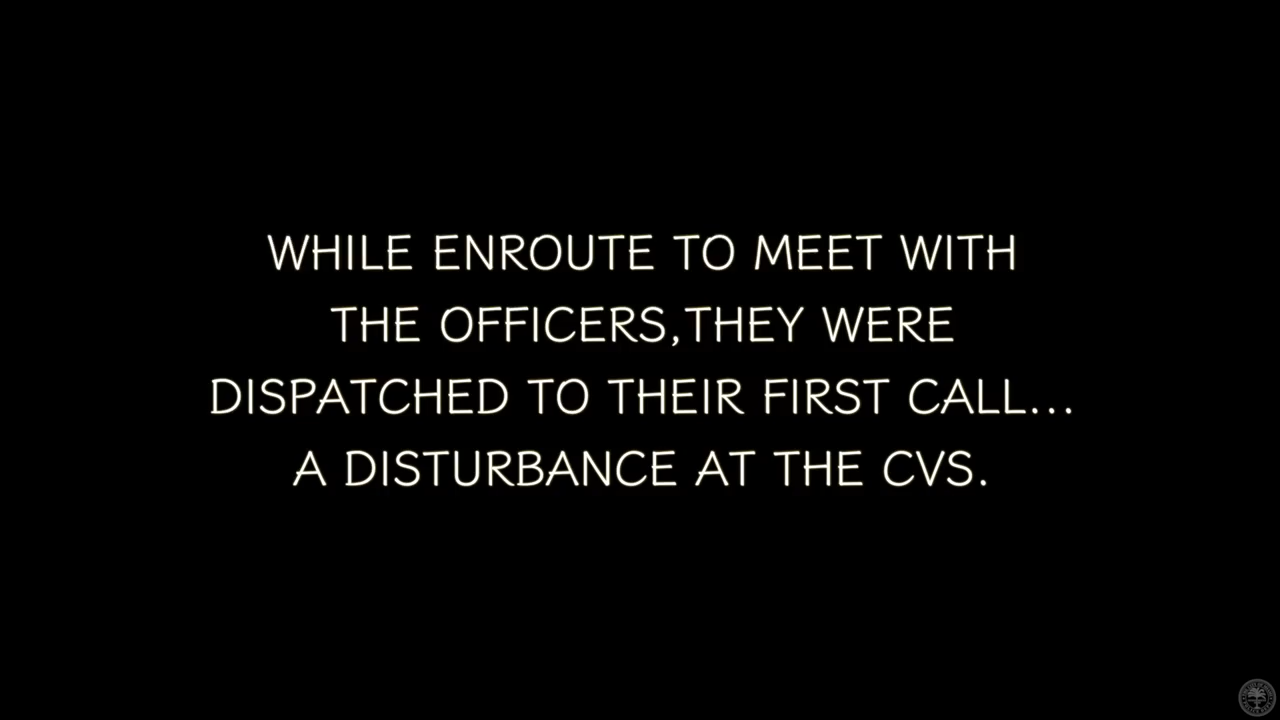 WHILE ENROUTE TO MEET WITH
THE OFFICERS,THEY WERE
DISPATCHED TO THEIR FIRST CALL...
A DISTURBANCE AT THE CVS.